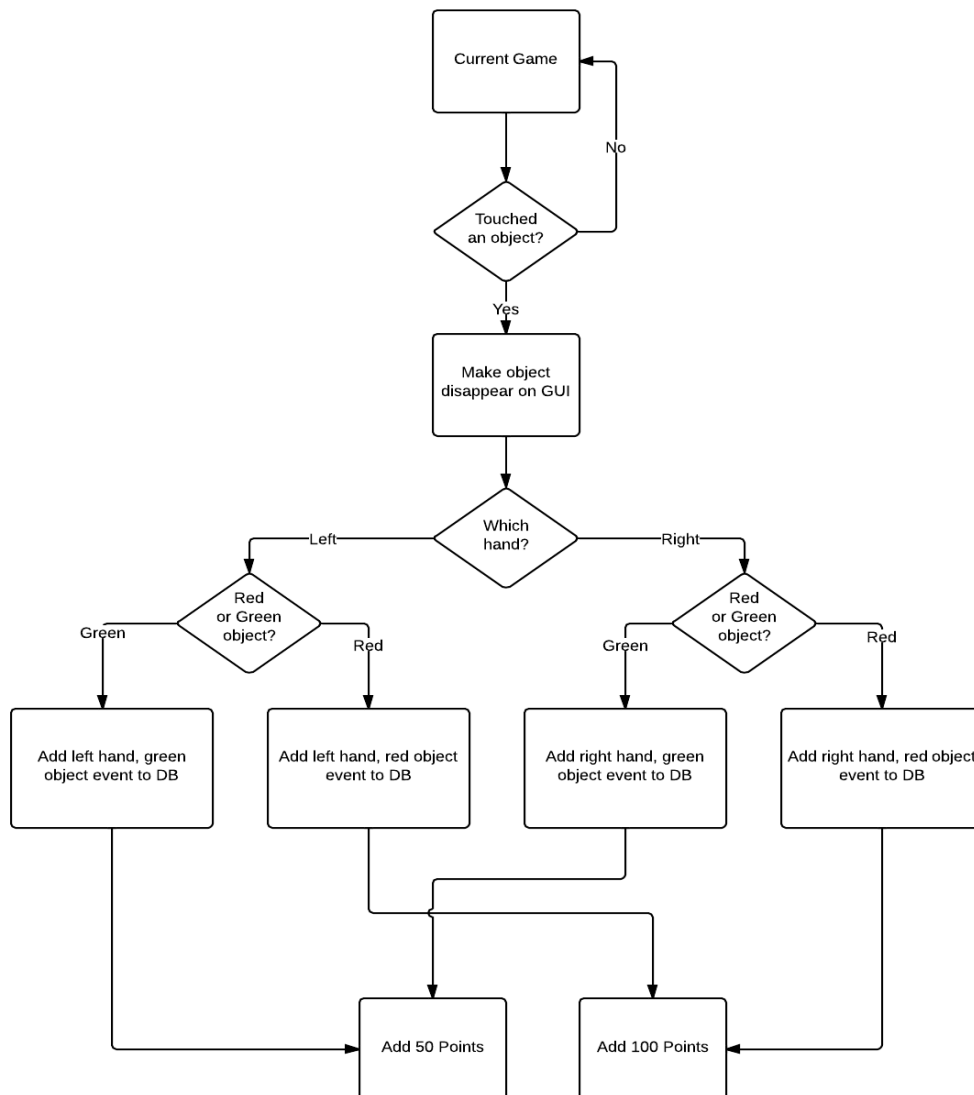 Current Game
No
Touched
an object?
Yes
Make object
disappear on GUI
Which
hand?
Left
Right
Red
or Green
object?
Red
or Green
object?
Green
Red
Green
Red
Add left hand, green
object event to DB
Add left hand, red object
event to DB
Add right hand, green
object event to DB
Add right hand, red object
event to DB
Add 50 Points
Add 100 Points